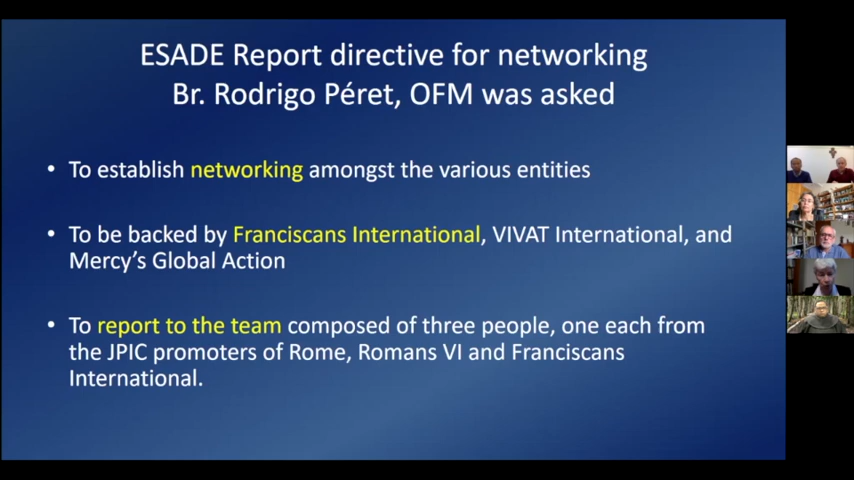 ESADE Report directive for networking
Br. Rodrigo Péret, OFM was asked
• To establish networking amongst the various entities
• To be backed by Franciscans International, VIVAT International, and
Mercy's Global Action
• To report to the team composed of three people, one each from
the JPIC promoters of Rome, Romans VI and Franciscans
International.